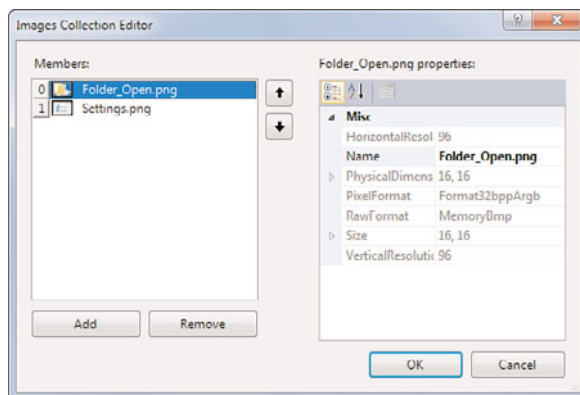 Images Collection Editor
?
Members:
0 Folder_Open.png
1 Settings.png
Add
Remove
Folder_Open.png properties:
Misc
HorizontalResol 96
Name Folder_Open.png
PhysicalDimens 16, 16
PixelFormat Format32bppArgb
RawFormat MemoryBmp
Size 16, 16
VerticalResolutic 96
OK
Cancel